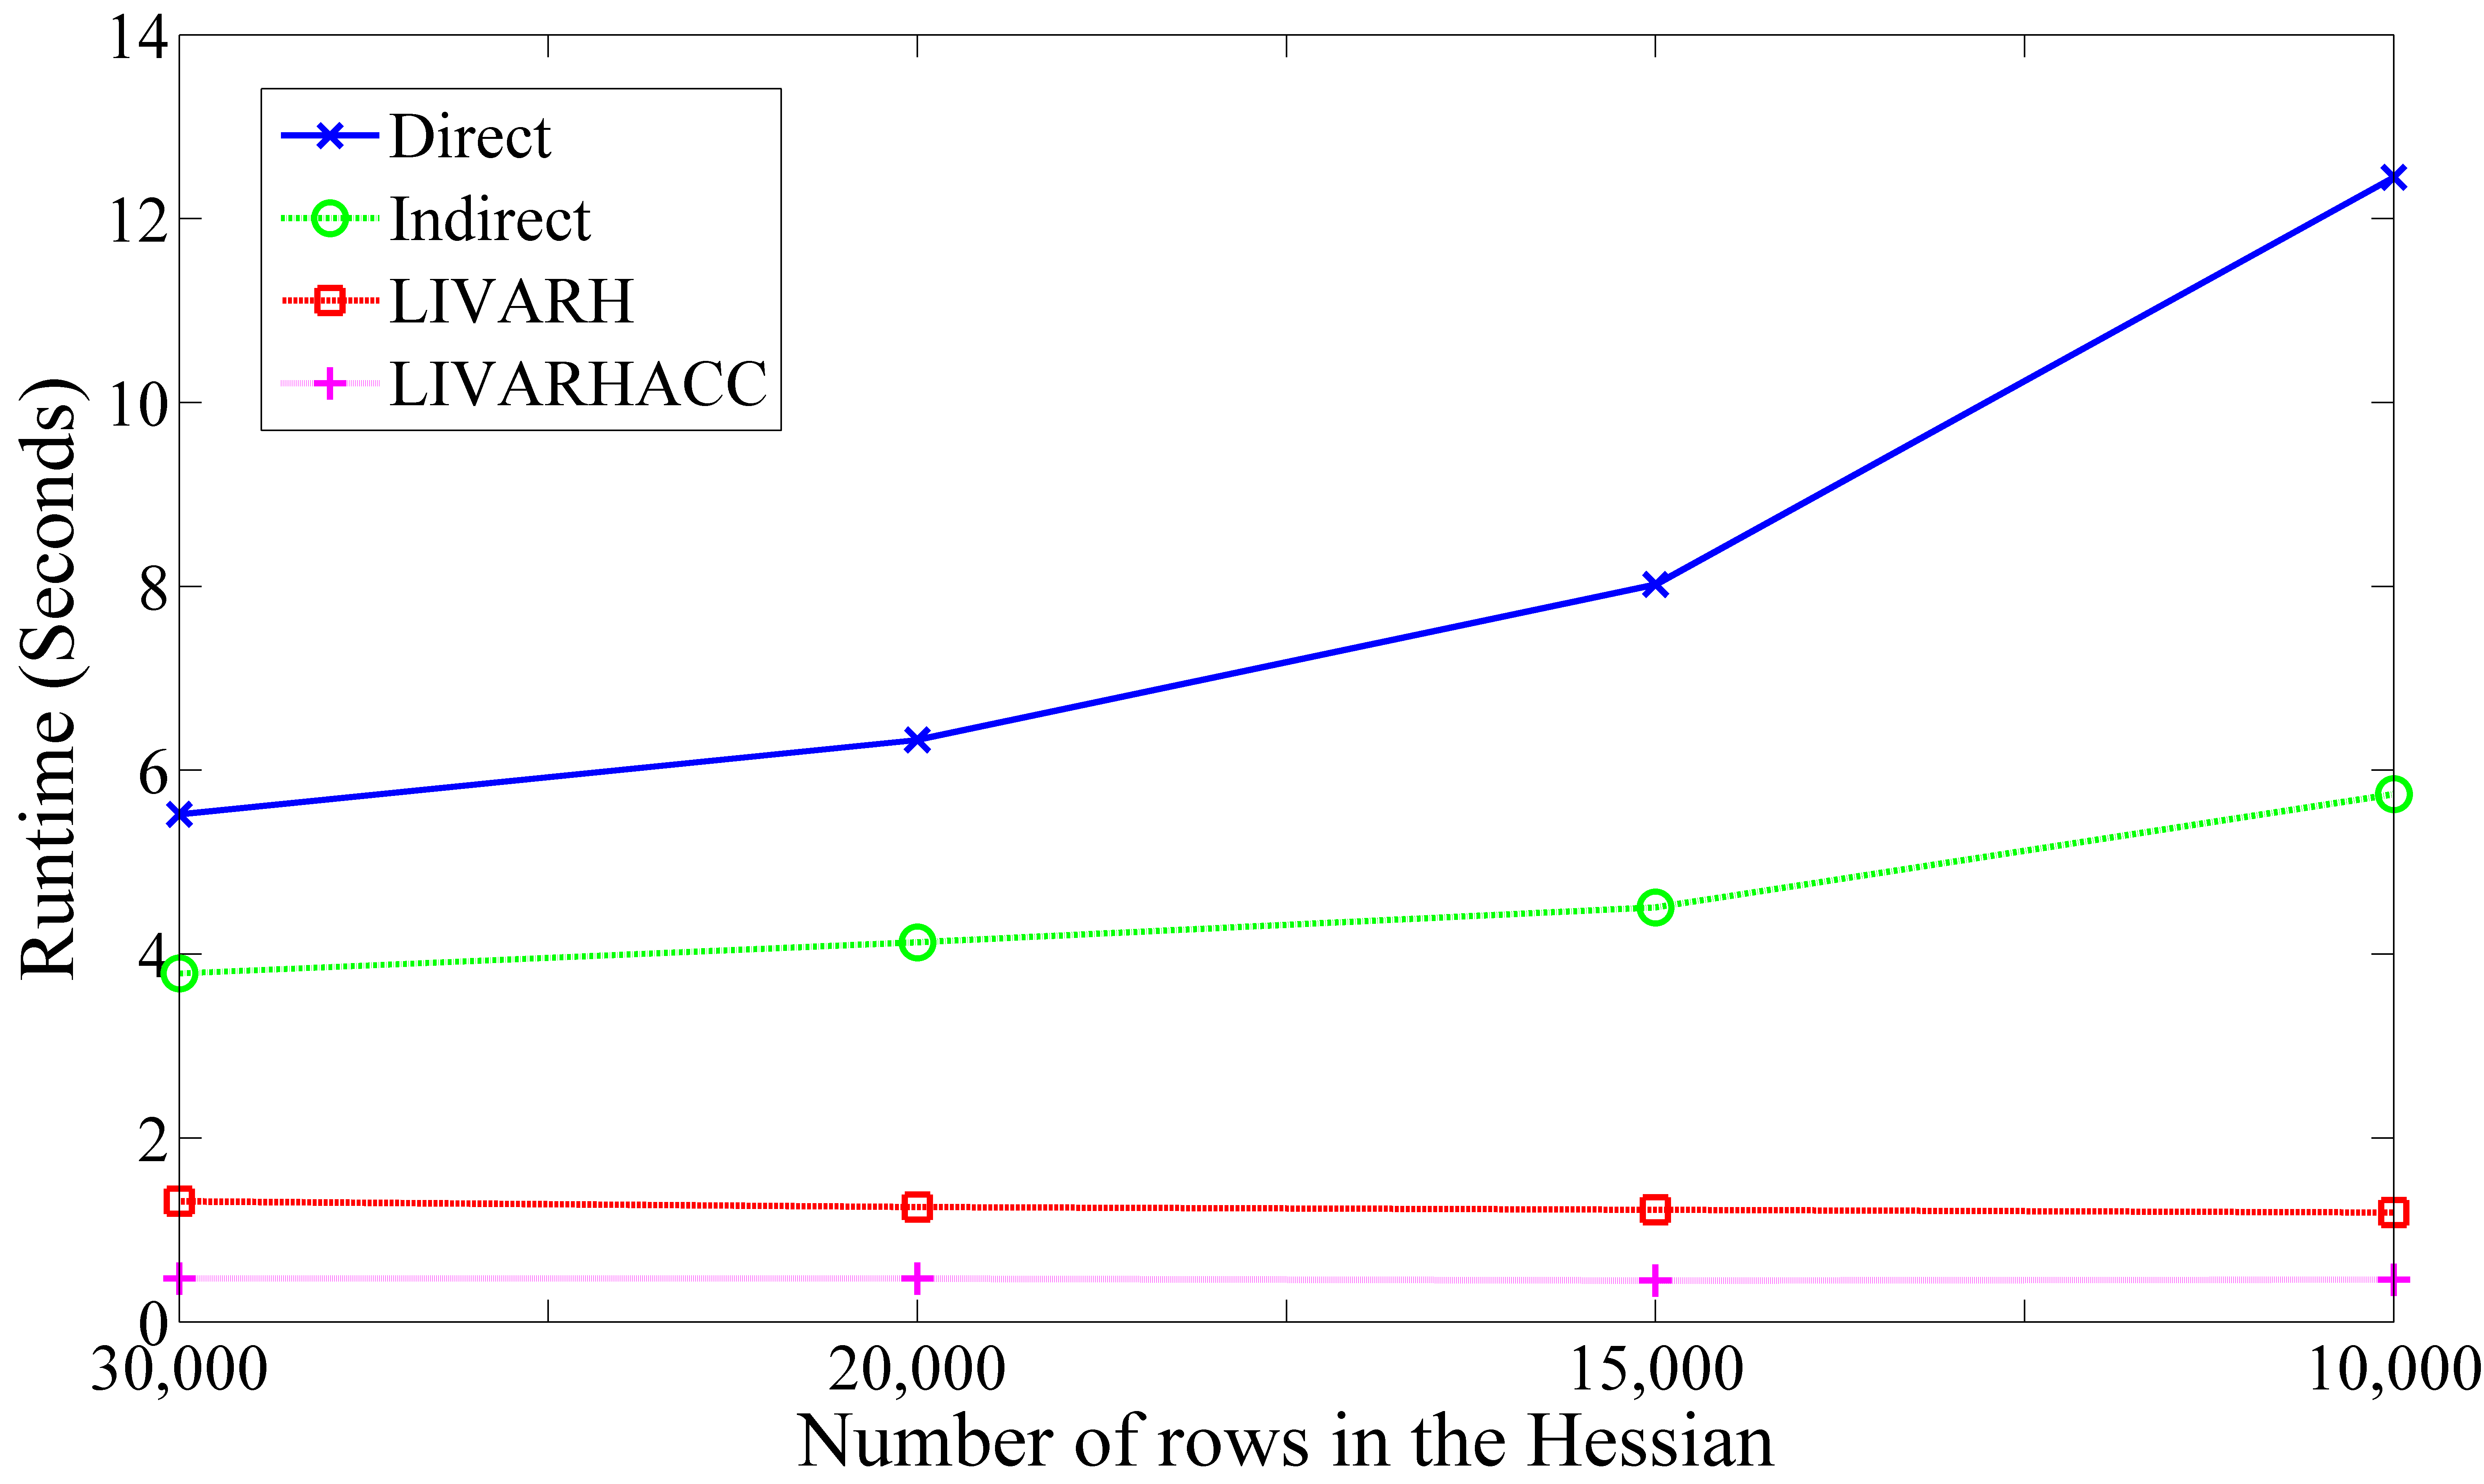 14
12
10
8
6
4
2
0
Runtime (Seconds)
Direct
Indirect
LIVARH
LIVARHACC
30,000 20,000 15,000 10,000
Number of rows in the Hessian